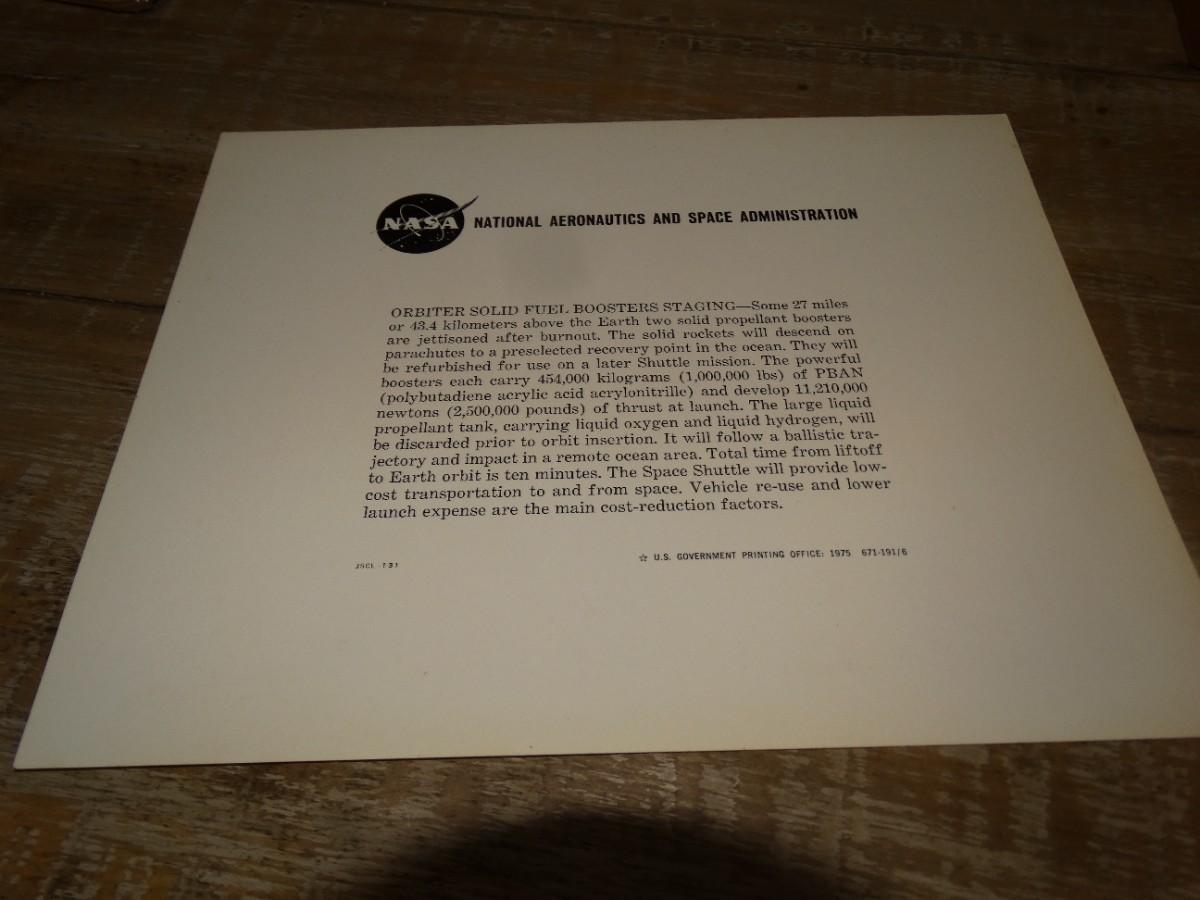 NASA NATIONAL AERONAUTICS AND SPACE ADMINISTRATION
ORBITER SOLID FUEL BOOSTERS STAGING—Some 27 miles
or 43.4 kilometers above the Earth two solid propellant boosters
are jettisoned after burnout. The solid rockets will descend on
parachutes to a preselected recovery point in the ocean. They will
be refurbished for use on a later Shuttle mission. The powerful
boosters each carry 454,000 kilograms (1,000,000 lbs) of PBAN
(polybutadiene acrylic acid acrylonitrille) and develop 11,210,000
newtons (2,500,000 pounds) of thrust at launch. The large liquid
propellant tank, carrying liquid oxygen and liquid hydrogen, will
be discarded prior to orbit insertion. It will follow a ballistic tra-
jectory and impact in a remote ocean area. Total time from liftoff
to Earth orbit is ten minutes. The Space Shuttle will provide low-
cost transportation to and from space. Vehicle re-use and lower
launch expense are the main cost-reduction factors.
JSCL-131
☆ U.S. GOVERNMENT PRINTING OFFICE: 1975 671-191/6